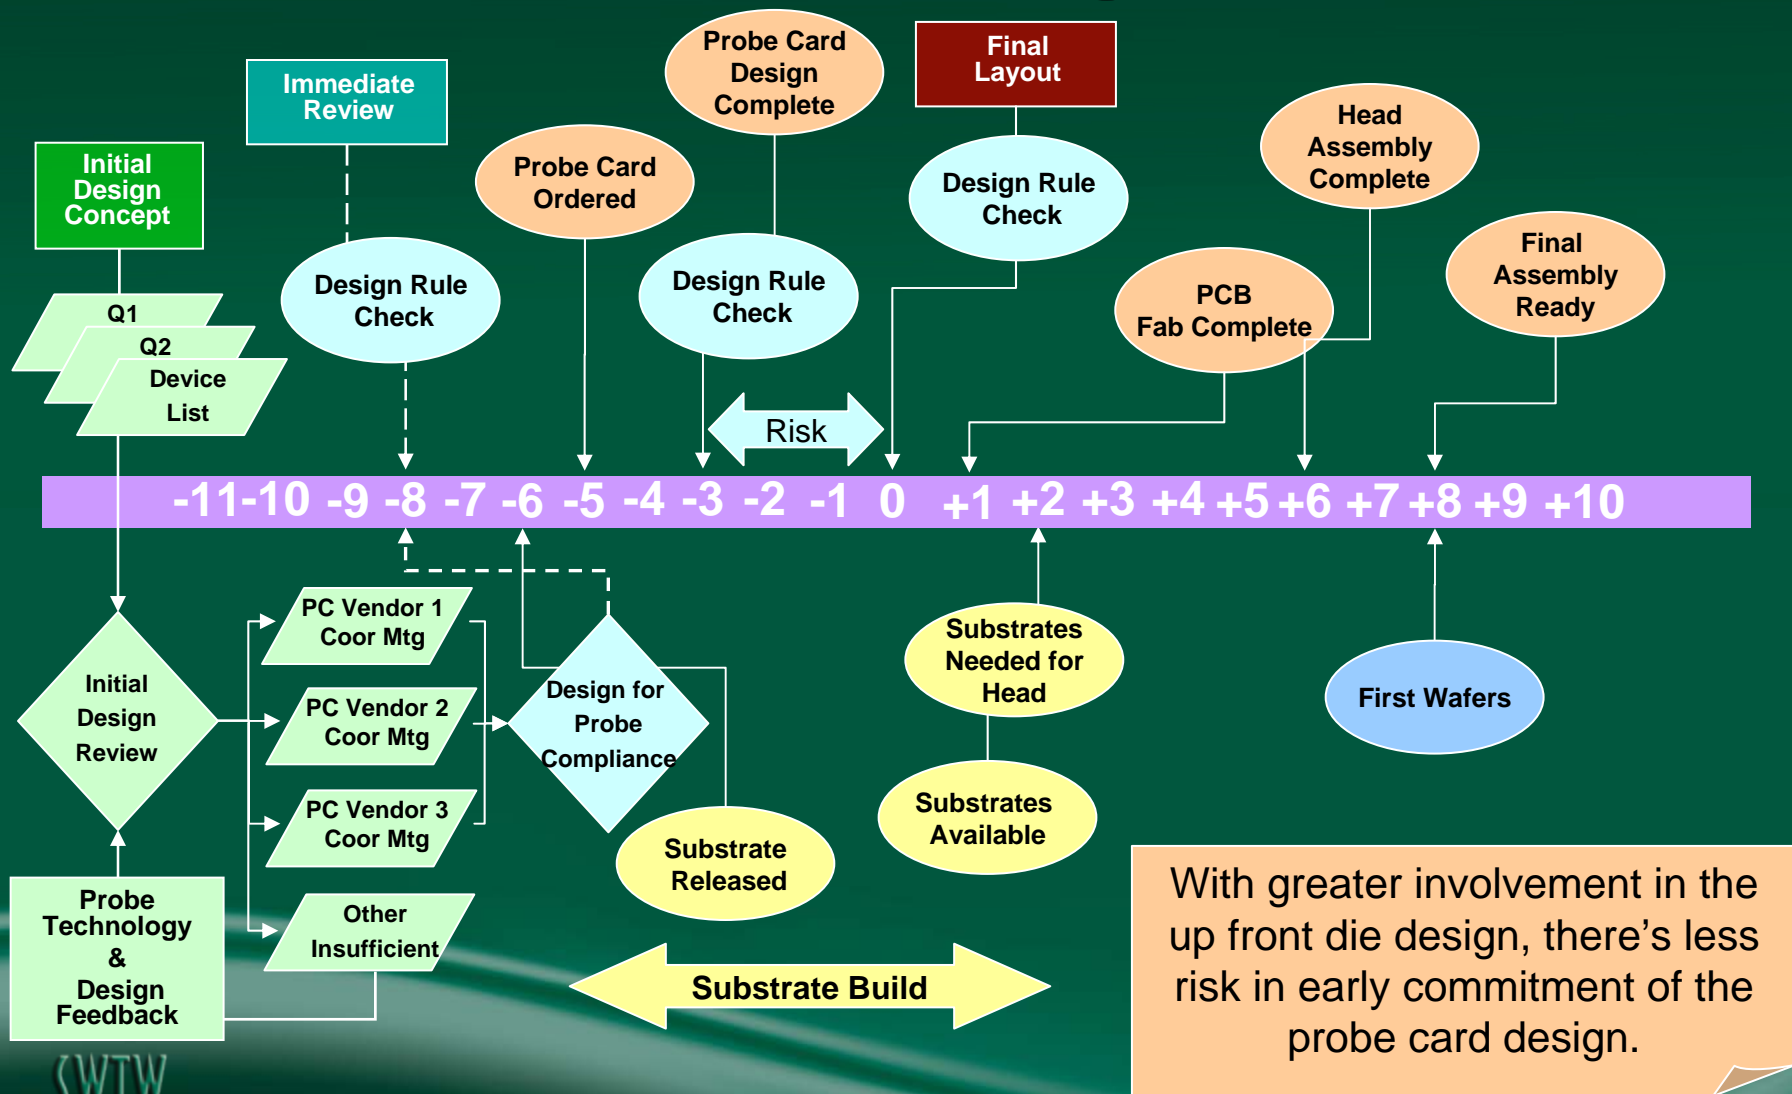 Initial
Design
Concept
Q1
Q2
Device
List
Immediate
Review
Design Rule
Check
Probe Card
Ordered
Probe Card
Design
Complete
Design Rule
Check
Risk
Final
Layout
Design Rule
Check
PCB
Fab Complete
Head
Assembly
Complete
Final
Assembly
Ready
-11 -10 -9 -8 -7 -6 -5 -4 -3 -2 -1 0 +1 +2 +3 +4 +5 +6 +7 +8 +9 +10
Initial
Design
Review
Probe
Technology
&
Design
Feedback
PC Vendor 1
Coor Mtg
PC Vendor 2
Coor Mtg
PC Vendor 3
Coor Mtg
Other
Insufficient
Design for
Probe
Compliance
Substrate
Released
Substrates
Needed for
Head
Substrates
Available
First Wafers
Substrate Build
With greater involvement in the
up front die design, there’s less
risk in early commitment of the
probe card design.